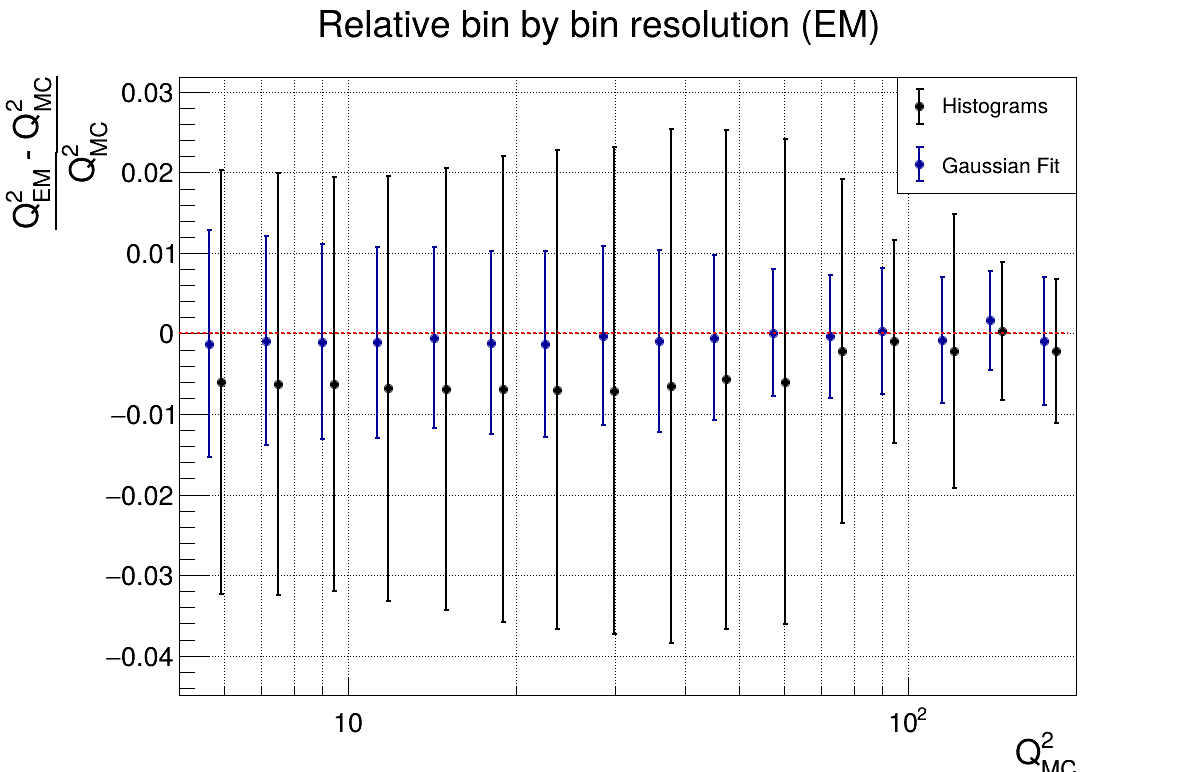 Relative bin by bin resolution (EM)
Q²EM - Q²MC
Q²MC
0.03
0.02
0.01
0
−0.01
−0.02
−0.03
−0.04
Histograms
Gaussian Fit
10
10²
Q²MC